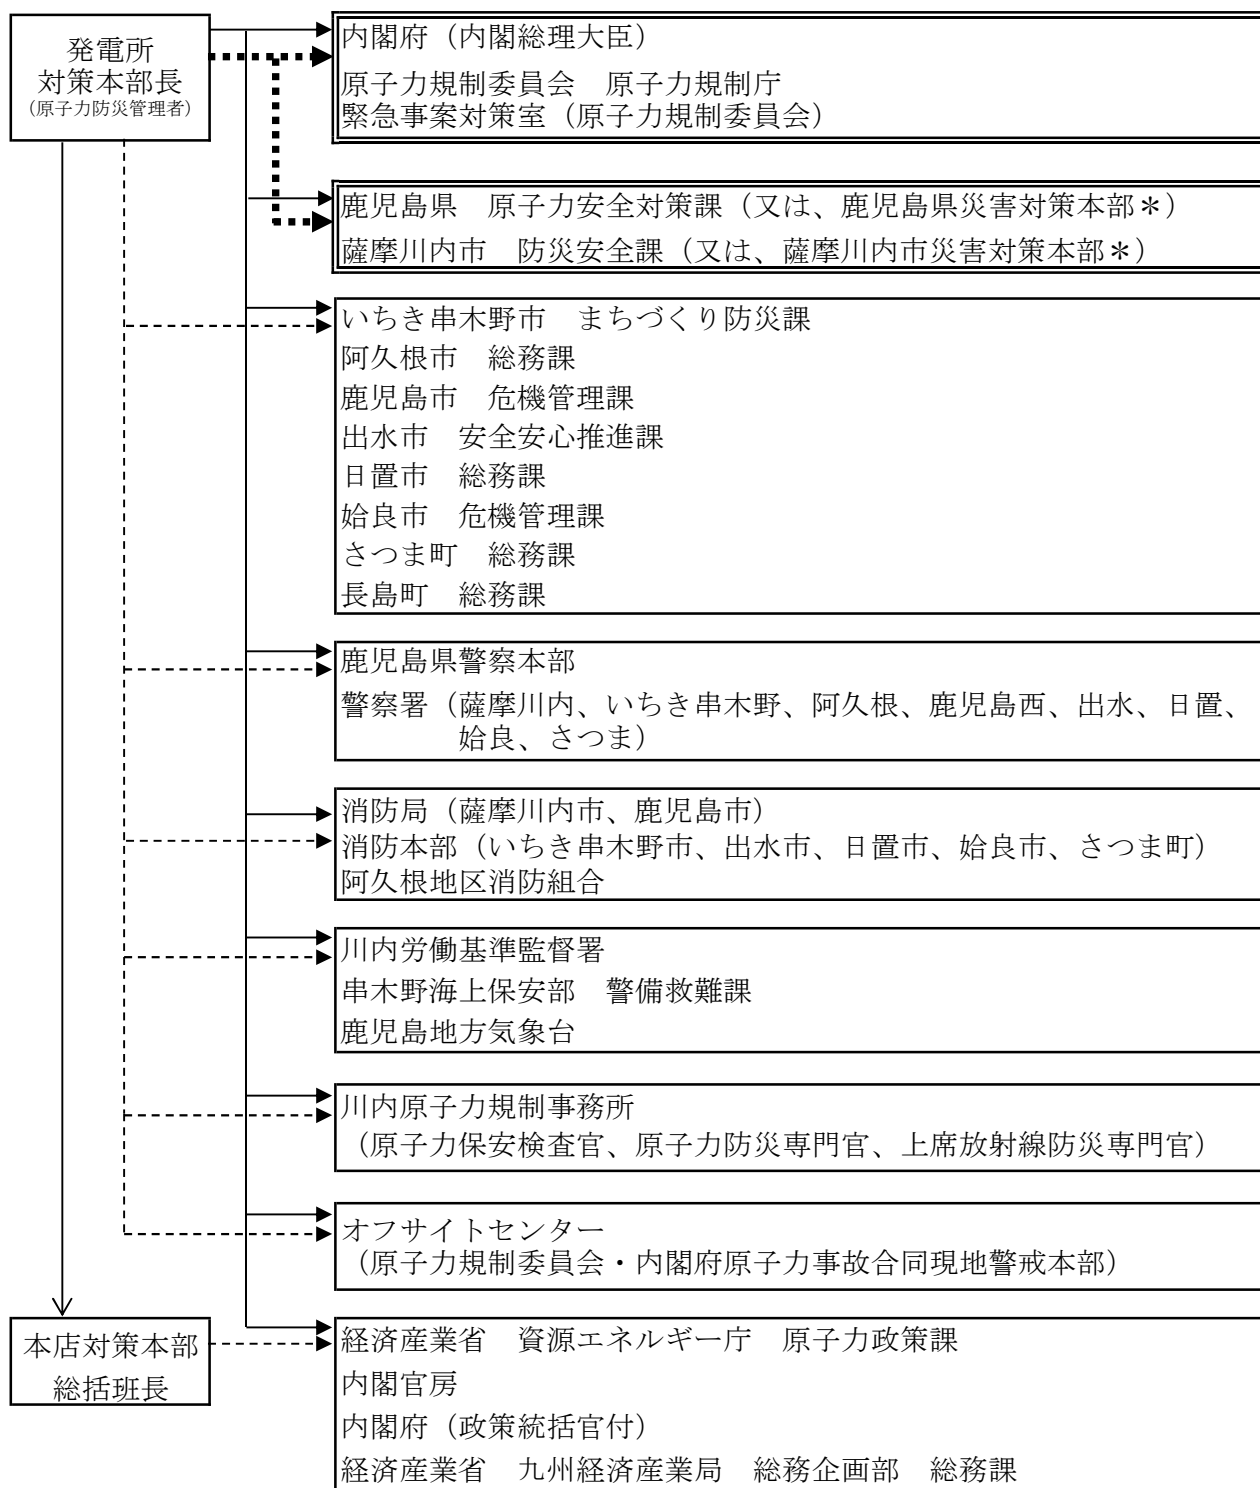 発電所
対策本部長
（原子力防災管理者）
内閣府（内閣総理大臣）
原子力規制委員会　原子力規制庁
緊急事案対策室（原子力規制委員会）
鹿児島県　原子力安全対策課（又は、鹿児島県災害対策本部＊）
薩摩川内市　防災安全課（又は、薩摩川内市災害対策本部＊）
いちき串木野市　まちづくり防災課
阿久根市　総務課
鹿児島市　危機管理課
出水市　安全安心推進課
日置市　総務課
姶良市　危機管理課
さつま町　総務課
長島町　総務課
鹿児島県警察本部
警察署（薩摩川内、いちき串木野、阿久根、鹿児島西、出水、日置、
姶良、さつま）
消防局（薩摩川内市、鹿児島市）
消防本部（いちき串木野市、出水市、日置市、姶良市、さつま町）
阿久根地区消防組合
川内労働基準監督署
串木野海上保安部　警備救難課
鹿児島地方気象台
川内原子力規制事務所
（原子力保安検査官、原子力防災専門官、上席放射線防災専門官）
オフサイトセンター
（原子力規制委員会・内閣府原子力事故合同現地警戒本部）
本店対策本部
総括班長
経済産業省　資源エネルギー庁　原子力政策課
内閣官房
内閣府（政策統括官付）
経済産業省　九州経済産業局　総務企画部　総務課